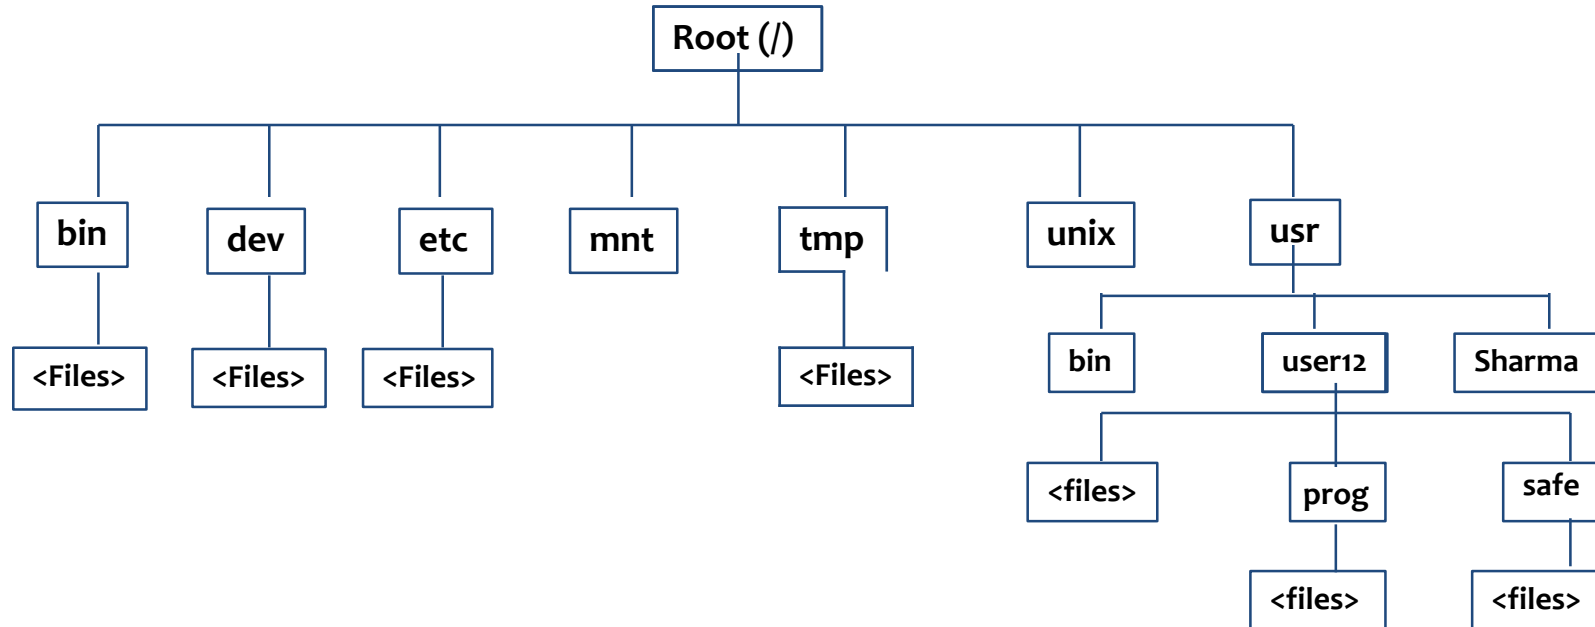 Root (/)
bin
dev
etc
mnt
tmp
unix
usr
<Files>
<Files>
<Files>
<Files>
bin
user12
Sharma
<files>
prog
safe
<files>
<files>